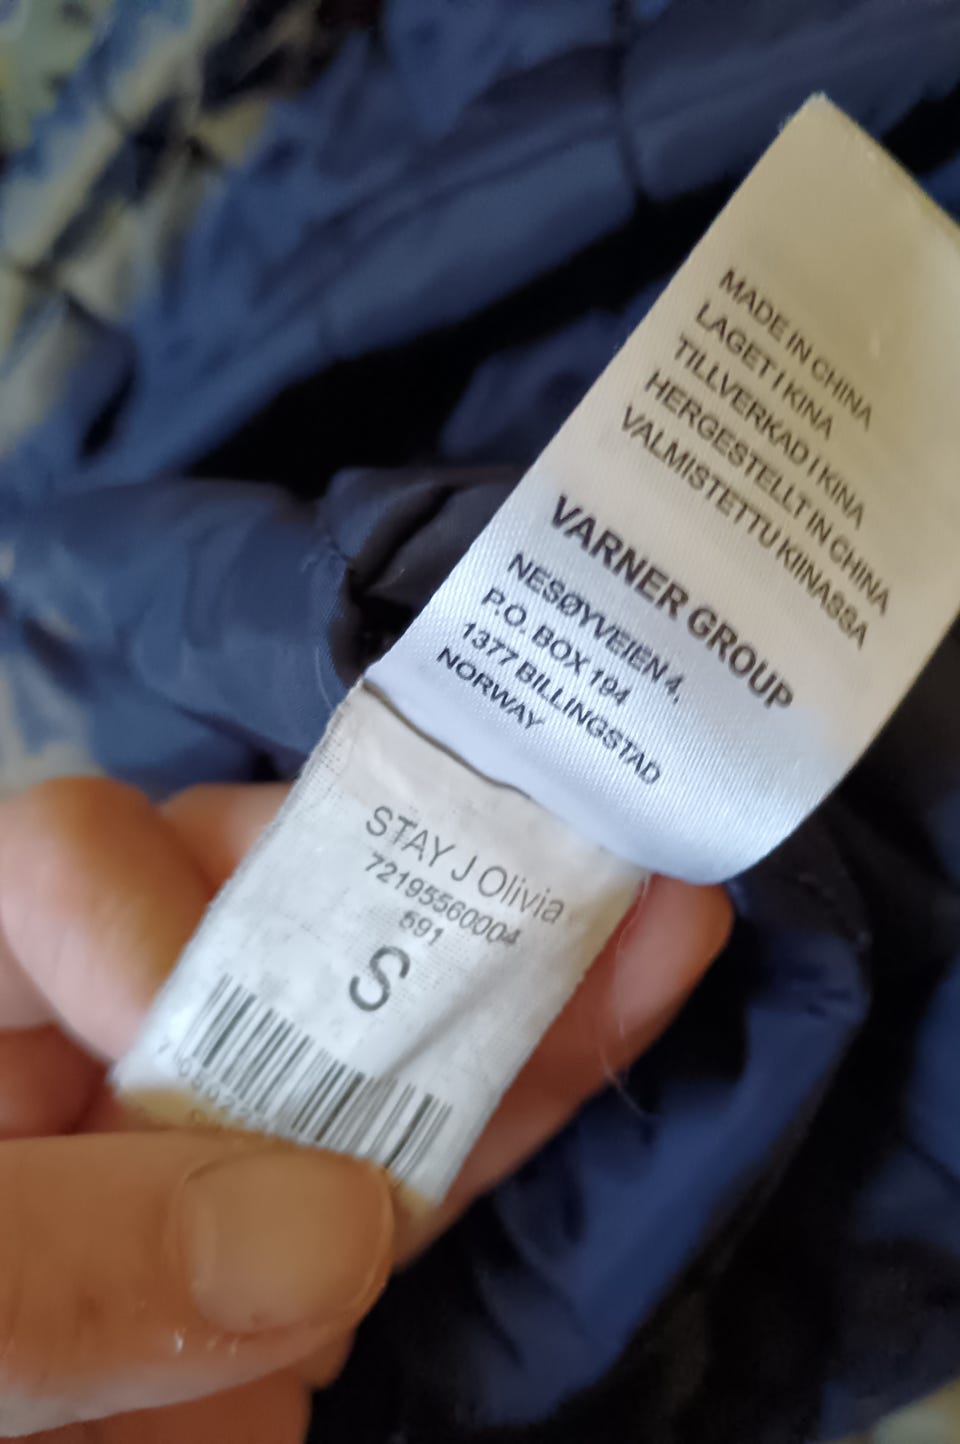 MADE IN CHINA
LAGET I KINA
TILLVERKAD I KINA
HERGESTELLT IN CHINA
VALMISTETTU KIINASSA
VARNER GROUP
NESØYVEIEN 4,
P.O. BOX 194
1377 BILLINGSTAD
NORWAY
STAY J Olivia
72195560004
591
S